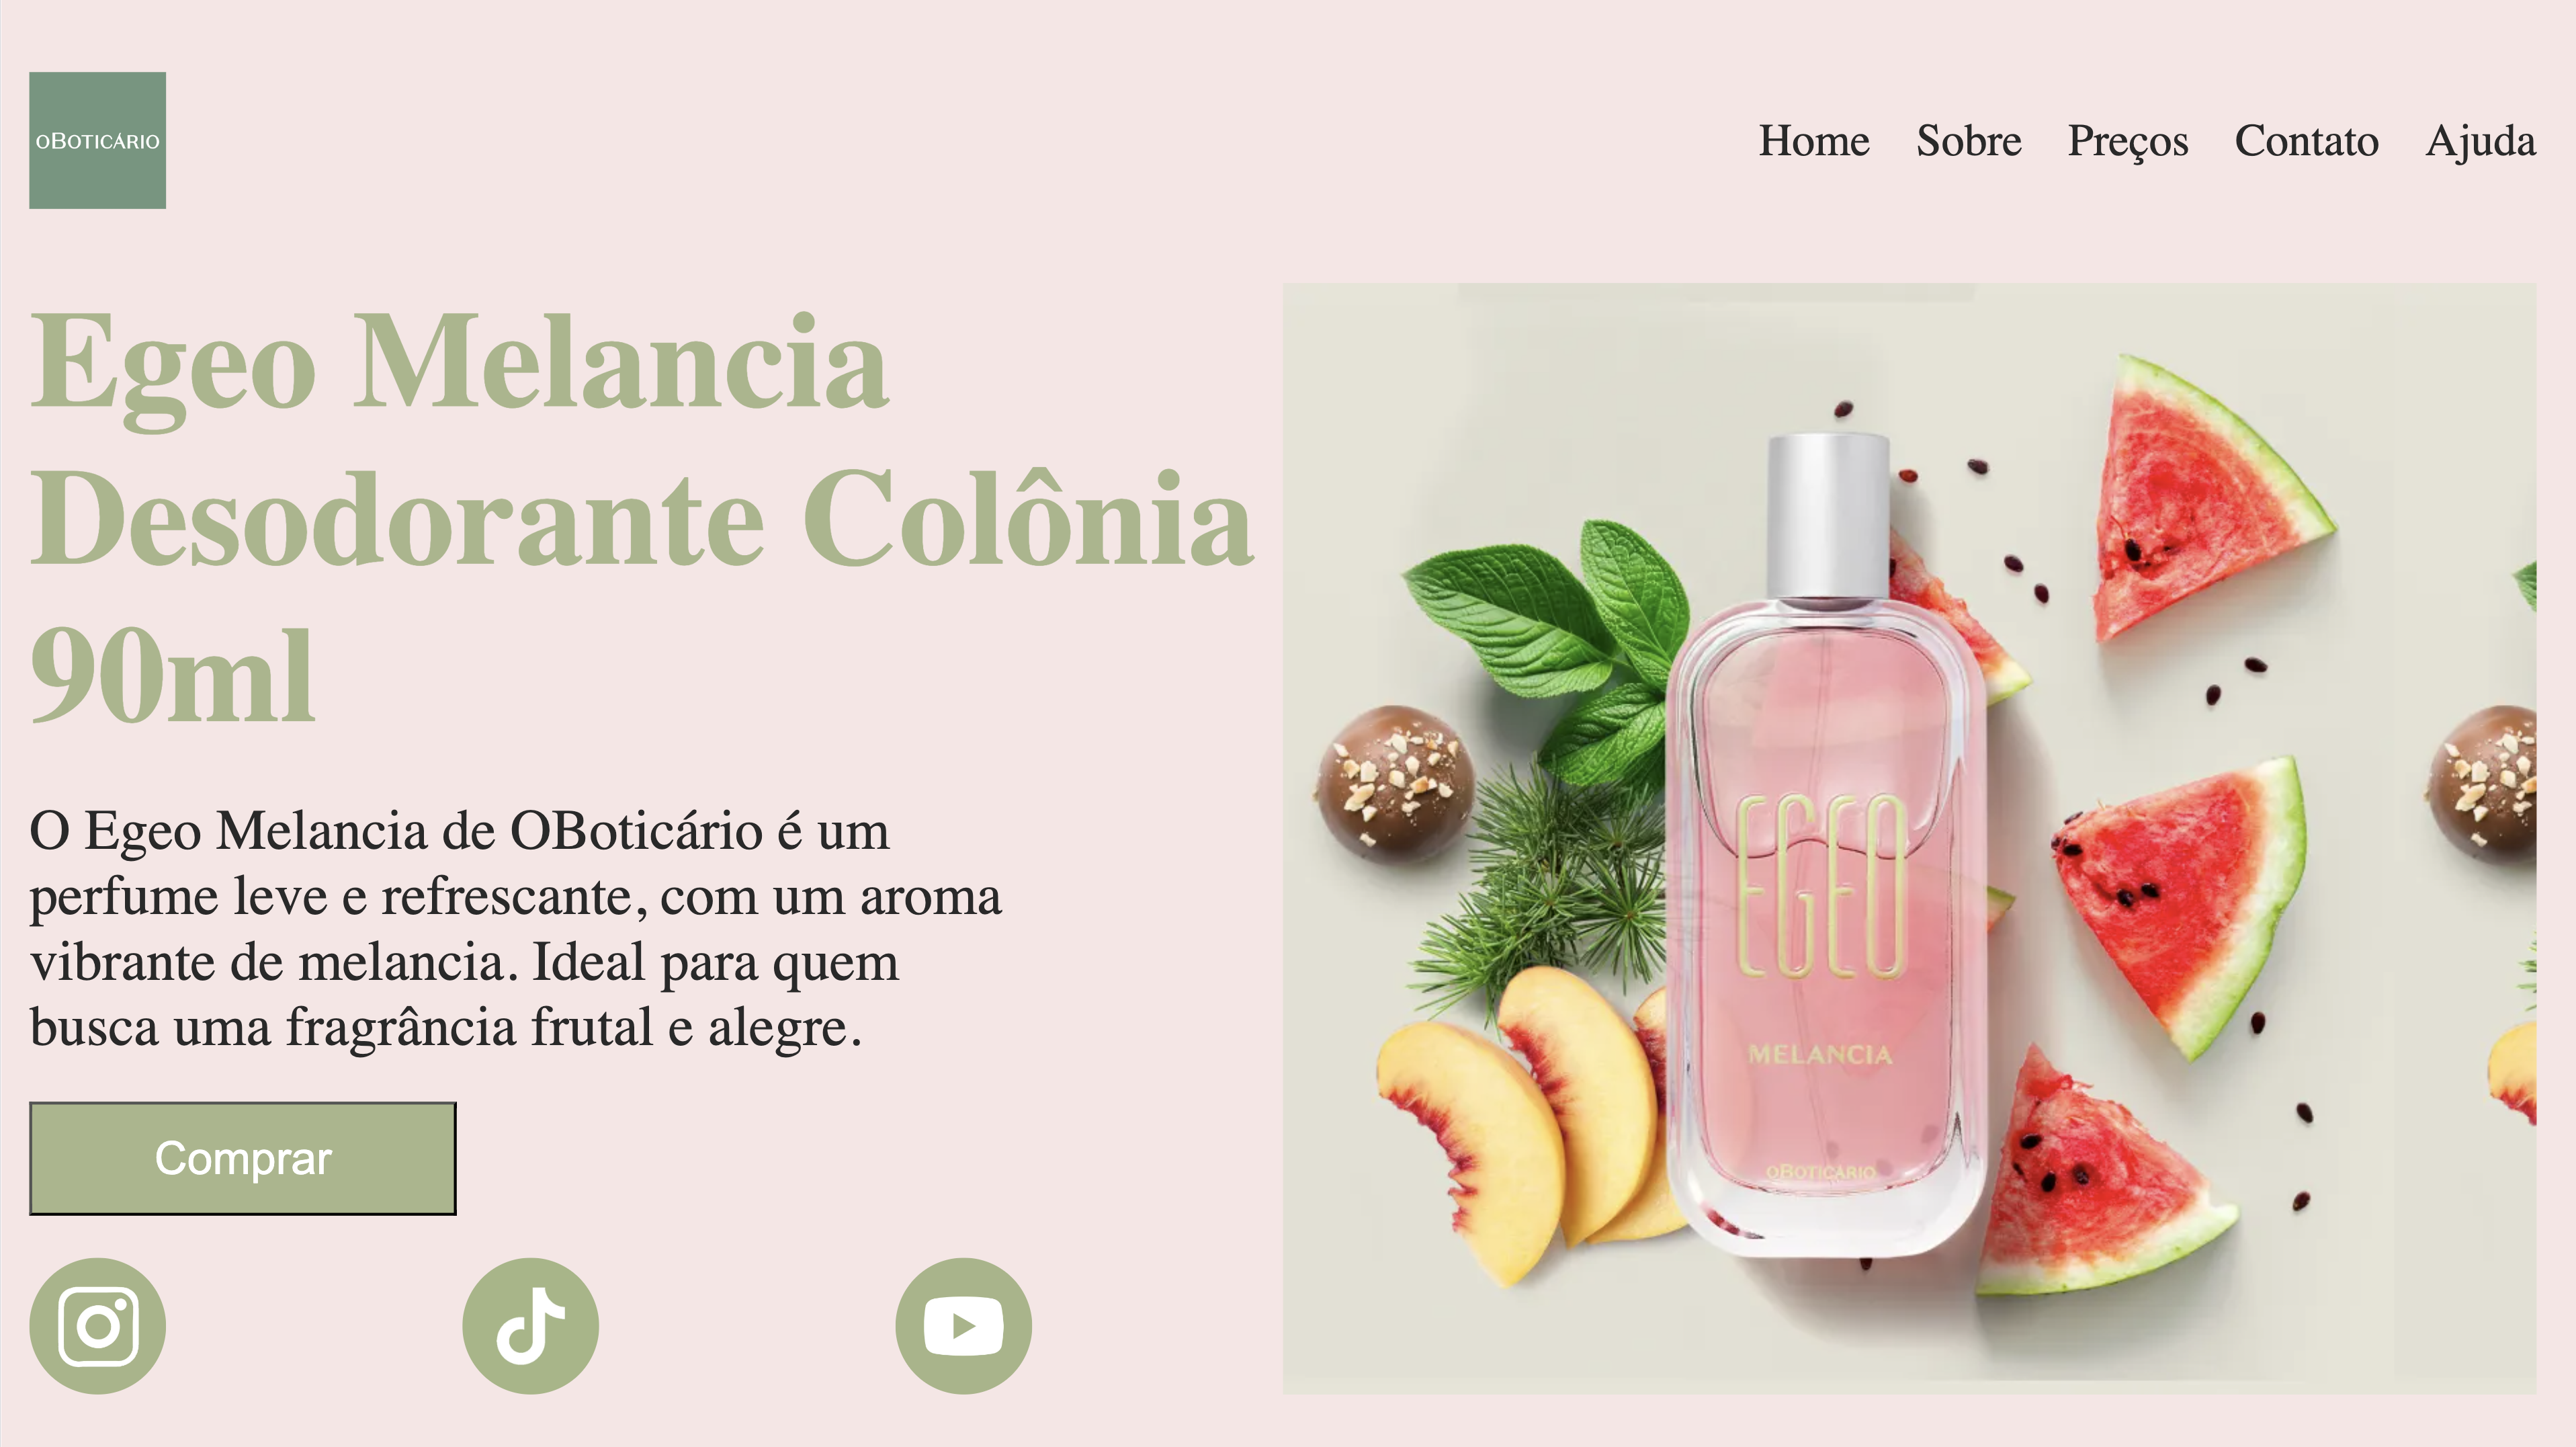 oBOTICÁRIO
Home Sobre Preços Contato Ajuda
Egeo Melancia
Desodorante Colônia
90ml
O Egeo Melancia de OBoticário é um
perfume leve e refrescante, com um aroma
vibrante de melancia. Ideal para quem
busca uma fragrância frutal e alegre.
Comprar
EGEO
MELANCIA
oBOTICÁRIO